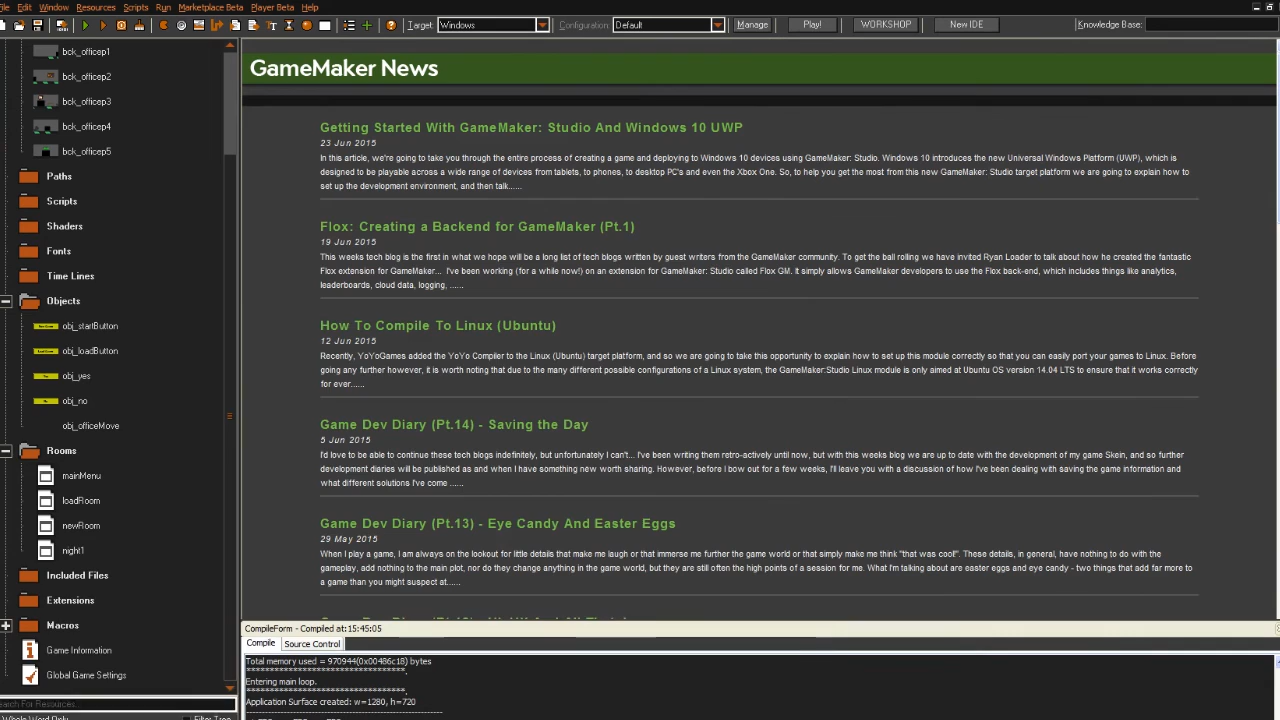 File Edit Window Resources Scripts Run Marketplace Beta Player Beta Help
Target: Windows Configuration: Default Manage Play! WORKSHOP New IDE Knowledge Base:
bck_officep1
bck_officep2
bck_officep3
bck_officep4
bck_officep5
Paths
Scripts
Shaders
Fonts
Time Lines
Objects
obj_startButton
obj_loadButton
obj_yes
obj_no
obj_officeMove
Rooms
mainMenu
loadRoom
newRoom
night1
Included Files
Extensions
Macros
Game Information
Global Game Settings
Search For Resources..
Whole Word Only Filter Tree
GameMaker News
Getting Started With GameMaker: Studio And Windows 10 UWP
23 Jun 2015
In this article, we're going to take you through the entire process of creating a game and deploying to Windows 10 devices using GameMaker: Studio. Windows 10 introduces the new Universal Windows Platform (UWP), which is
designed to be playable across a wide range of devices from tablets, to phones, to desktop PC's and even the Xbox One. So, to help you get the most from this new GameMaker: Studio target platform we are going to explain how to
set up the development environment, and then talk......
Flox: Creating a Backend for GameMaker (Pt.1)
19 Jun 2015
This weeks tech blog is the first in what we hope will be a long list of tech blogs written by guest writers from the GameMaker community. To get the ball rolling we have invited Ryan Loader to talk about how he created the fantastic
Flox extension for GameMaker... I've been working (for a while now!) on an extension for GameMaker: Studio called Flox GM. It simply allows GameMaker developers to use the Flox back-end, which includes things like analytics,
leaderboards, cloud data, logging, ......
How To Compile To Linux (Ubuntu)
12 Jun 2015
Recently, YoYoGames added the YoYo Compiler to the Linux (Ubuntu) target platform, and so we are going to take this opportunity to explain how to set up this module correctly so that you can easily port your games to Linux. Before
going any further however, it is worth noting that due to the many different possible configurations of a Linux system, the GameMaker:Studio Linux module is only aimed at Ubuntu OS version 14.04 LTS to ensure that it works correctly
for ever......
Game Dev Diary (Pt.14) - Saving the Day
5 Jun 2015
I'd love to be able to continue these tech blogs indefinitely, but unfortunately I can't... I've been writing them retro-actively until now, but with this weeks blog we are up to date with the development of my game Skein, and so further
development diaries will be published as and when I have something new worth sharing. However, before I bow out for a few weeks, I'll leave you with a discussion of how I've been dealing with saving the game information and
what different solutions I've come ......
Game Dev Diary (Pt.13) - Eye Candy And Easter Eggs
29 May 2015
When I play a game, I am always on the lookout for little details that make me laugh or that immerse me further the game world or that simply make me think "that was cool!". These details, in general, have nothing to do with the
gameplay, add nothing to the main plot, nor do they change anything in the game world, but they are still often the high points of a session for me. What I'm talking about are easter eggs and eye candy - two things that add far more to
a game than you might suspect at......
CompileForm - Compiled at:15:45:05
Compile Source Control
Total memory used = 970944(0x00486c18) bytes
**********************************.
Entering main loop.
**********************************.
Application Surface created: w=1280, h=720